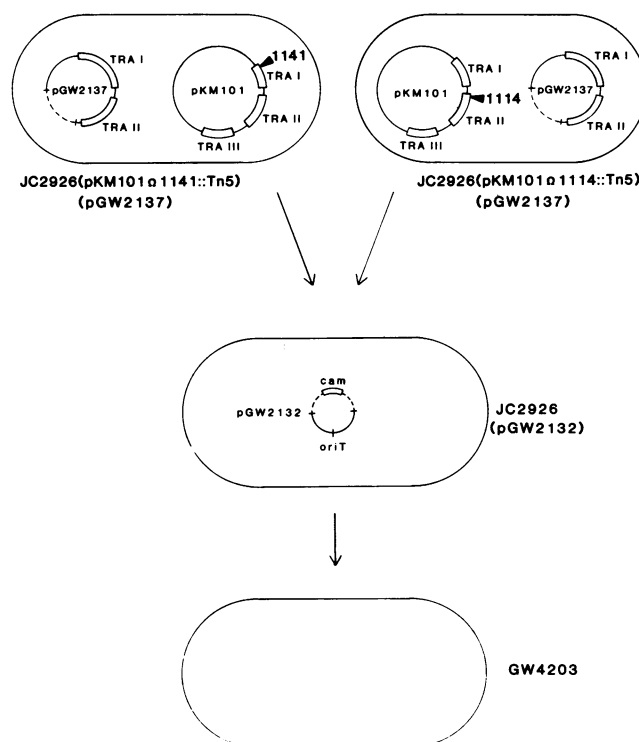 TRA I
pGW2137
TRA II
1141
TRA I
pKM101
TRA II
TRA III
JC2926(pKM101Ω1141::Tn5)
(pGW2137)
TRA I
pKM101
1114
TRA II
TRA III
TRA I
pGW2137
TRA II
JC2926(pKM101Ω1114::Tn5)
(pGW2137)
cam
pGW2132
oriT
JC2926
(pGW2132)
GW4203